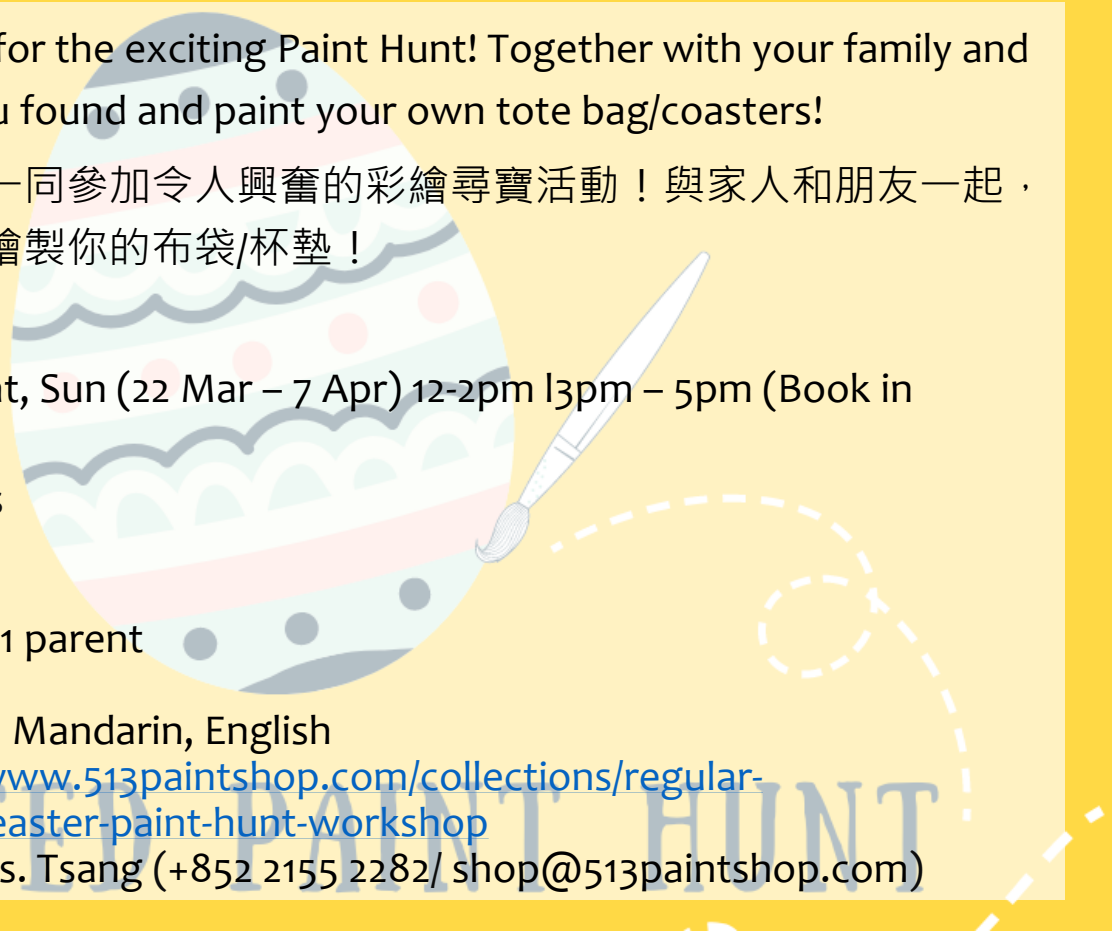 for the exciting Paint Hunt! Together with your family and
u found and paint your own tote bag/coasters!
一同參加令人興奮的彩繪尋寶活動！與家人和朋友一起，
繪製你的布袋/杯墊！
at, Sun (22 Mar – 7 Apr) 12-2pm l3pm – 5pm (Book in
s
1 parent
Mandarin, English
www.513paintshop.com/collections/regular-
easter-paint-hunt-workshop
s. Tsang (+852 2155 2282/ shop@513paintshop.com)
ED PAINT HUNT